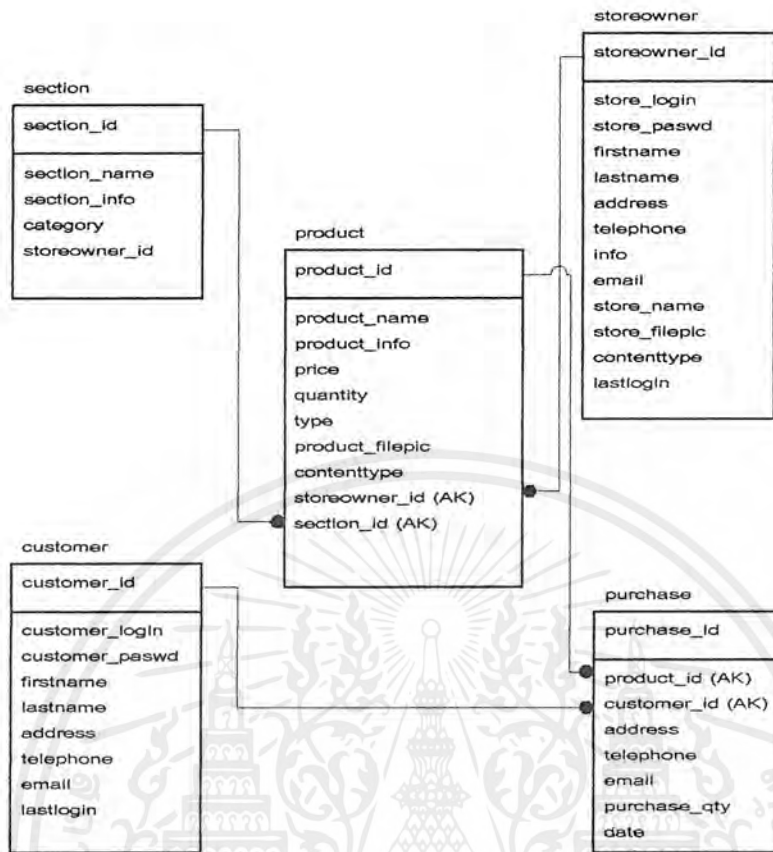 storeowner
storeowner_id
store_login
store_paswd
firstname
lastname
address
telephone
info
email
store_name
store_filepic
contenttype
lastlogin
section
section_id
section_name
section_info
category
storeowner_id
product
product_id
product_name
product_info
price
quantity
type
product_filepic
contenttype
storeowner_id (AK)
section_id (AK)
customer
customer_id
customer_login
customer_paswd
firstname
lastname
address
telephone
email
lastlogin
purchase
purchase_id
product_id (AK)
customer_id (AK)
address
telephone
email
purchase_qty
date